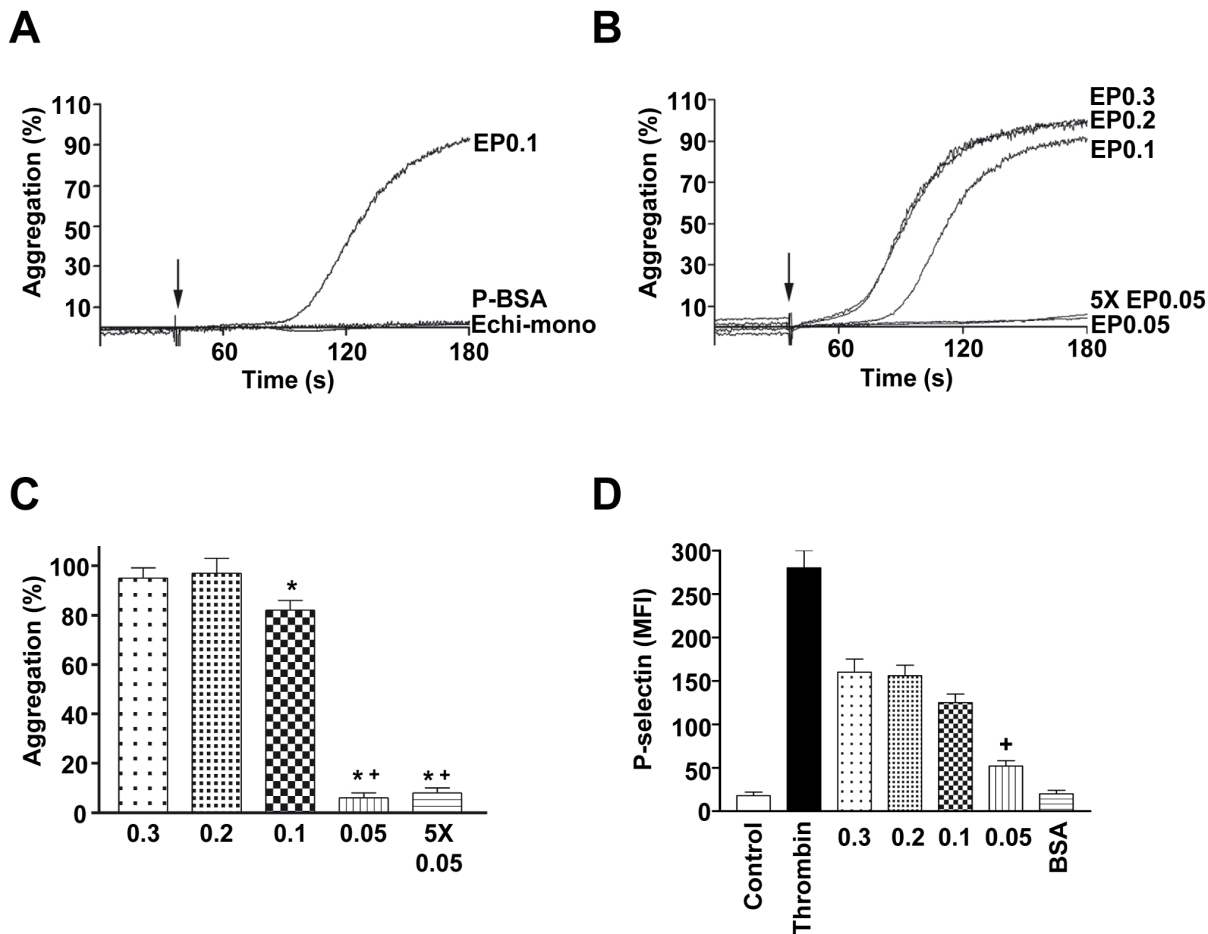 A
Aggregation (%)
110
90
70
50
30
10
EP0.1
P-BSA
Echi-mono
60
120
180
Time (s)
B
Aggregation (%)
110
90
70
50
30
10
EP0.3
EP0.2
EP0.1
5X EP0.05
EP0.05
60
120
180
Time (s)
C
Aggregation (%)
100
80
60
40
20
0
*
* +
* +
0.3
0.2
0.1
0.05
5X
0.05
D
P-selectin (MFI)
300
250
200
150
100
50
0
+
Control
Thrombin
0.3
0.2
0.1
0.05
BSA